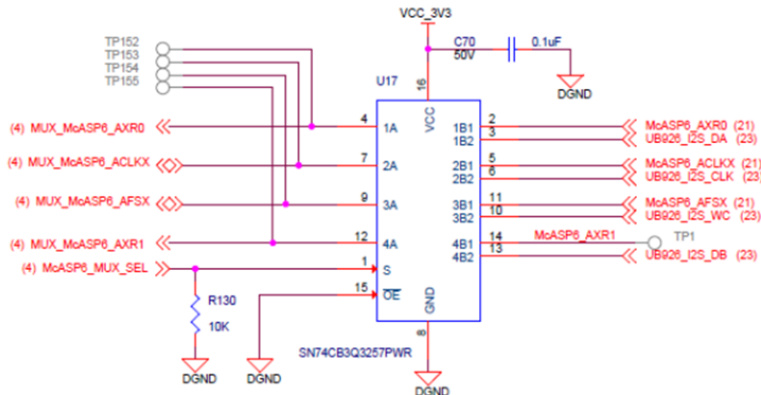 VCC_3V3
TP152
TP153
TP154
TP155
C70
50V
0.1uF
DGND
U17
16
VCC
(4) MUX_McASP6_AXR0
4
1A
1B1
2
McASP6_AXR0 (21)
1B2
3
UB926_I2S_DA (23)
(4) MUX_McASP6_ACLKX
7
2A
2B1
5
McASP6_ACLKX (21)
2B2
6
UB926_I2S_CLK (23)
(4) MUX_McASP6_AFSX
9
3A
3B1
11
McASP6_AFSX (21)
3B2
10
UB926_I2S_WC (23)
(4) MUX_McASP6_AXR1
12
4A
4B1
14
McASP6_AXR1
TP1
4B2
13
UB926_I2S_DB (23)
(4) McASP6_MUX_SEL
1
S
15
OE
GND
8
R130
10K
SN74CB3Q3257PWR
DGND
DGND
DGND